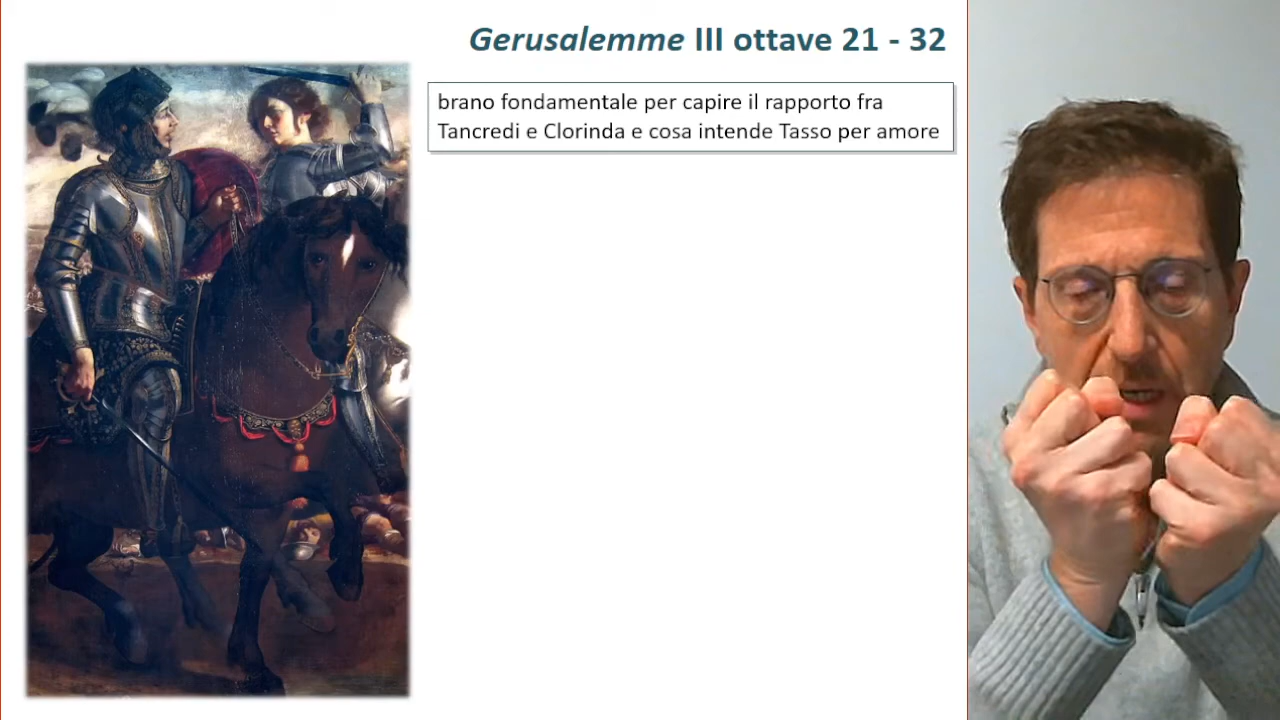 Gerusalemme III ottave 21 - 32
brano fondamentale per capire il rapporto fra
Tancredi e Clorinda e cosa intende Tasso per amore